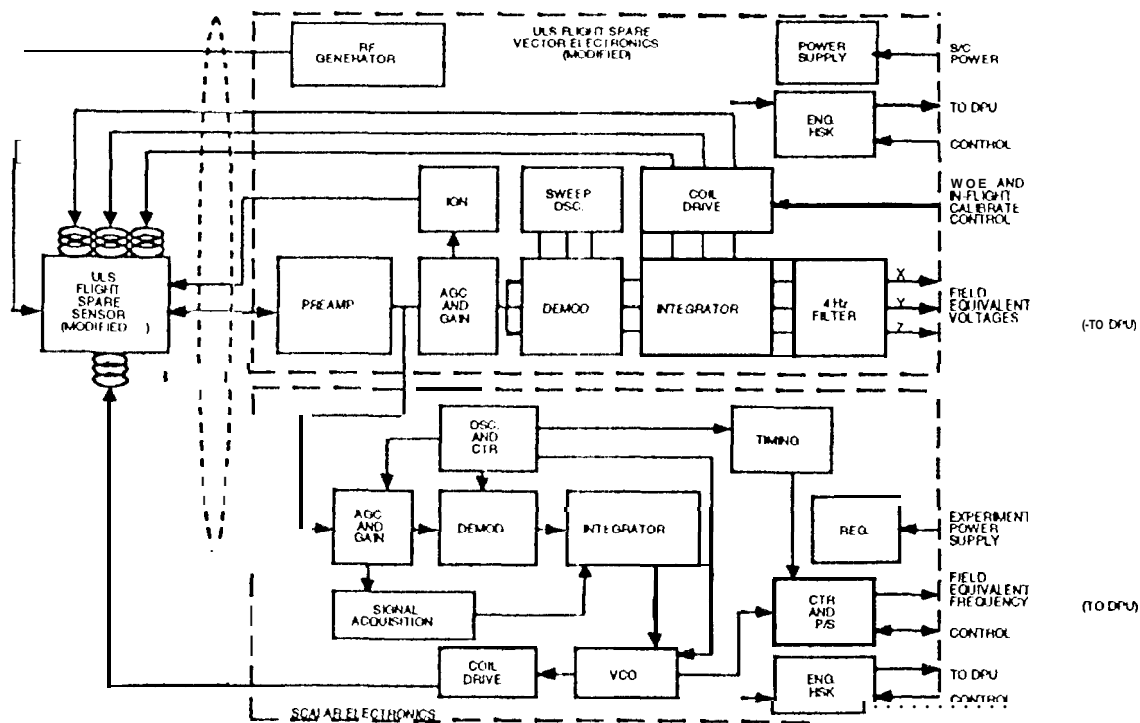 ULS FLIGHT SPARE
VECTOR ELECTRONICS
(MODIFIED)
RF
GENERATOR
POWER
SUPPLY
S/C
POWER
ENG.
HSK
TO DPU
CONTROL
ION
SWEEP
OSC.
COIL
DRIVE
W.O.E. AND
IN-FLIGHT
CALIBRATE
CONTROL
ULS
FLIGHT
SPARE
SENSOR
(MODIFIED )
PREAMP
AGC
AND
GAIN
DEMOD
INTEGRATOR
4 Hz
FILTER
X
Y
Z
FIELD
EQUIVALENT
VOLTAGES
(-TO DPU)
OSC.
AND
CTR
TIMING
AGC
AND
GAIN
DEMOD
INTEGRATOR
REG.
EXPERIMENT
POWER
SUPPLY
SIGNAL
ACQUISITION
CTR
AND
P/S
FIELD
EQUIVALENT
FREQUENCY
(TO DPU)
CONTROL
COIL
DRIVE
VCO
ENG.
HSK
TO DPU
CONTROL
SCALAR ELECTRONICS